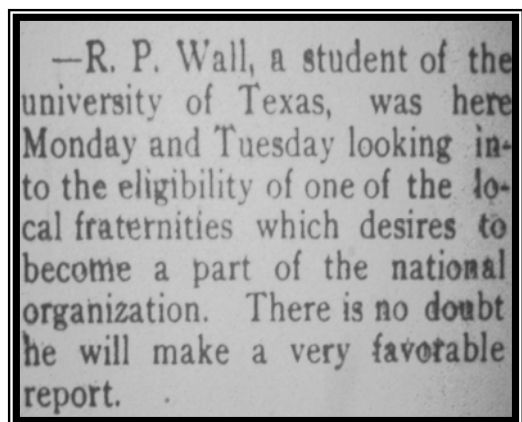 —R. P. Wall, a student of the
university of Texas, was here
Monday and Tuesday looking in-
to the eligibility of one of the lo-
cal fraternities which desires to
become a part of the national
organization. There is no doubt
he will make a very favorable
report.